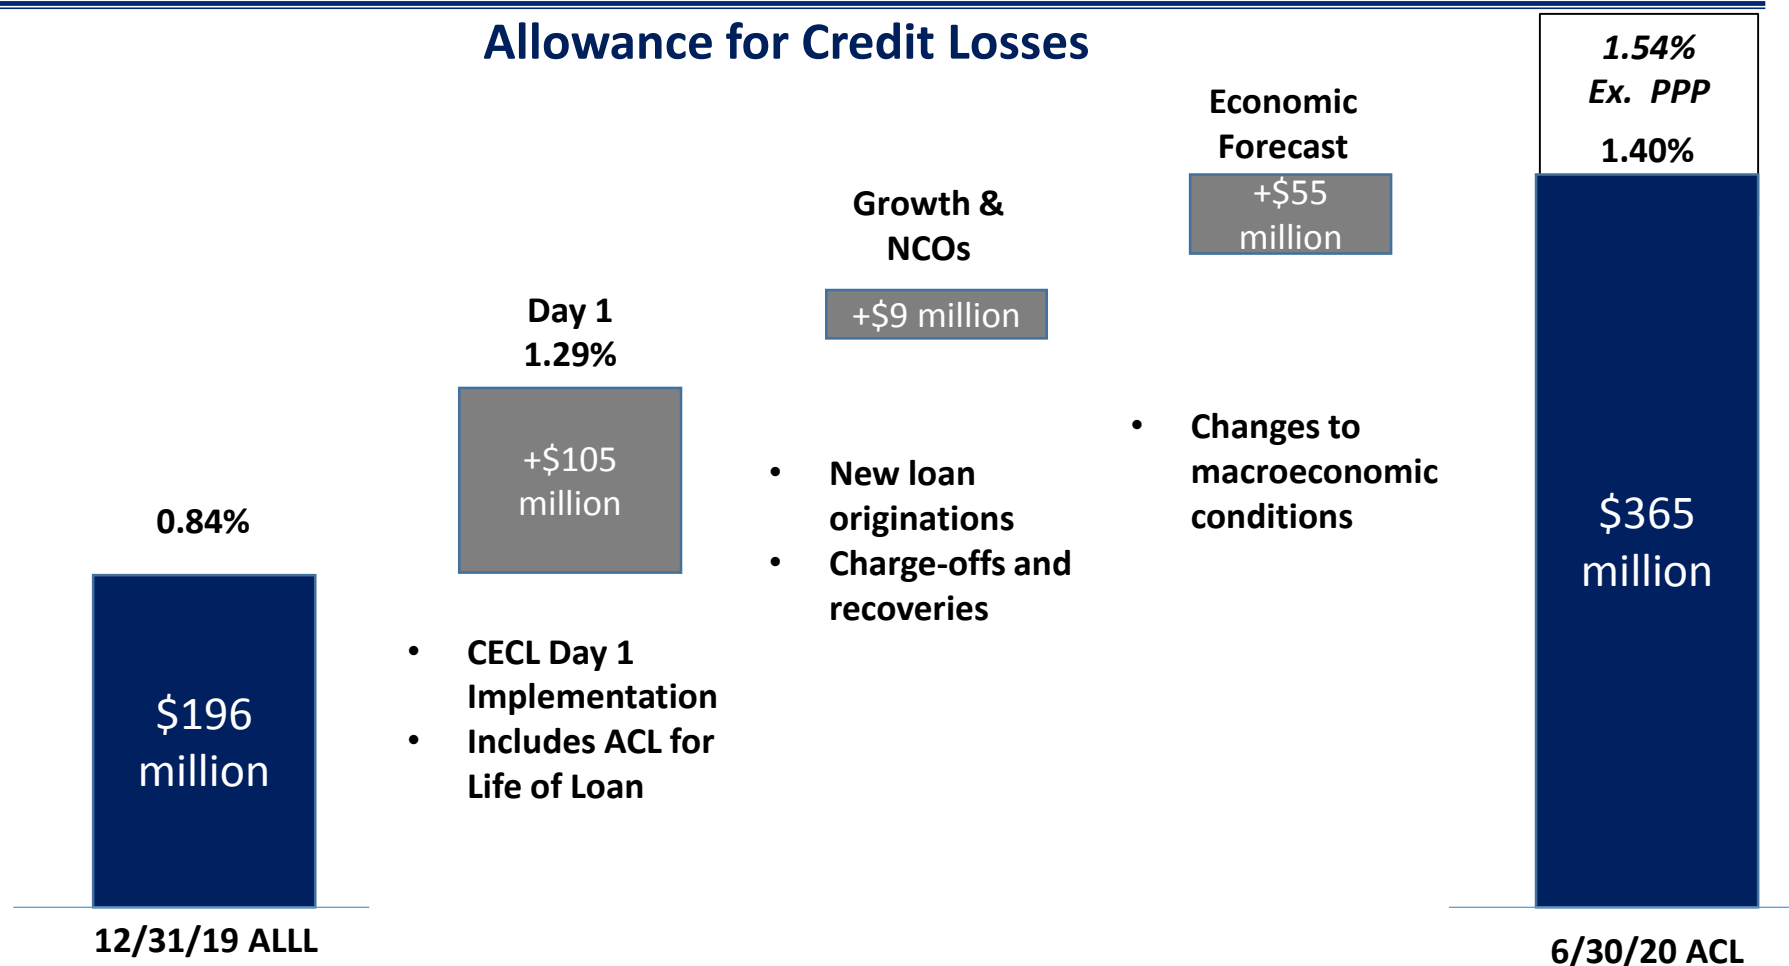 Allowance for Credit Losses
0.84%
$196
million
12/31/19 ALLL
Day 1
1.29%
+$105
million
• CECL Day 1
Implementation
• Includes ACL for
Life of Loan
Growth &
NCOs
+$9 million
• New loan
originations
• Charge-offs and
recoveries
Economic
Forecast
+$55
million
• Changes to
macroeconomic
conditions
1.54%
Ex. PPP
1.40%
$365
million
6/30/20 ACL